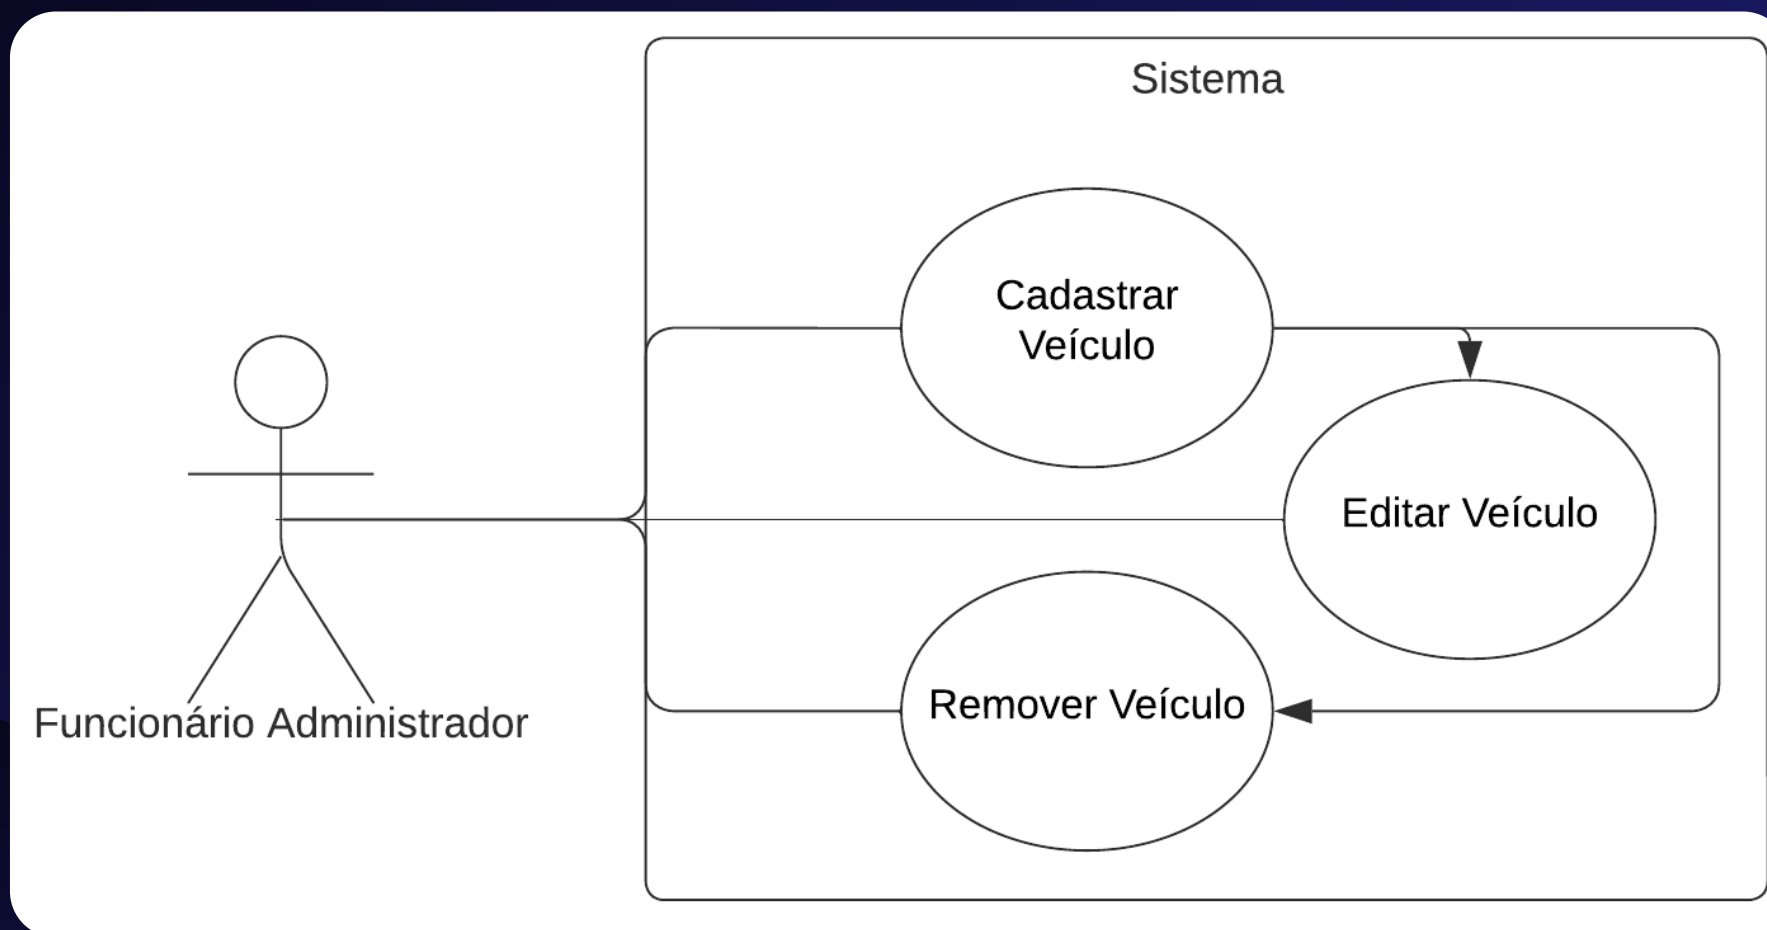 Sistema
Cadastrar
Veículo
Editar Veículo
Remover Veículo
Funcionário Administrador